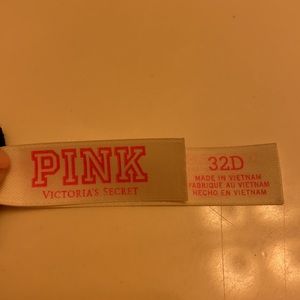 PINK
VICTORIA'S SECRET
32D
MADE IN VIETNAM
FABRIQUE AU VIETNAM
HECHO EN VIETNAM